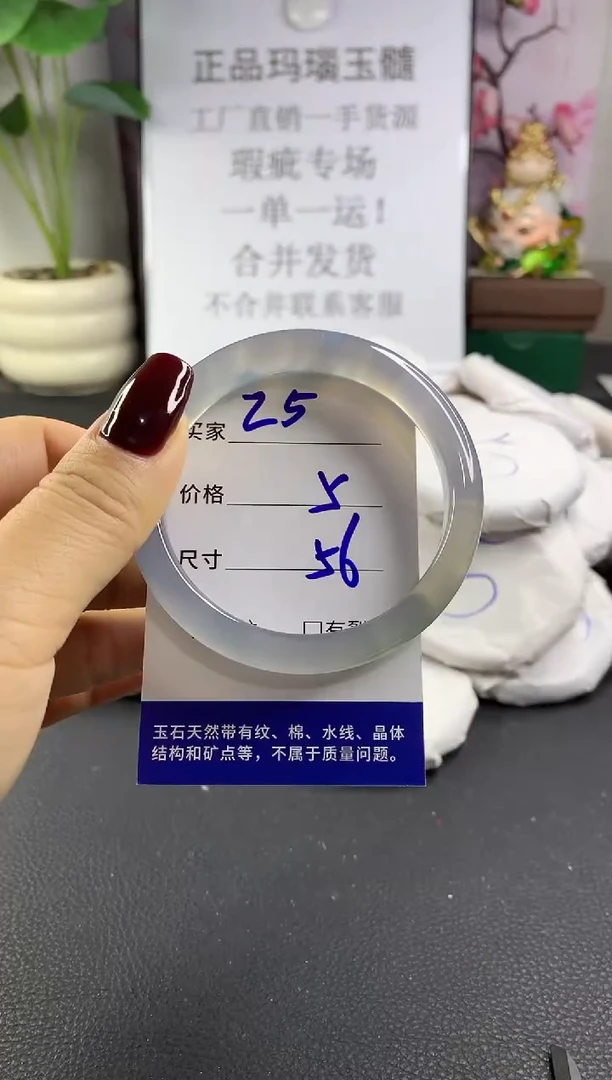 正品玛瑙玉髓
工厂直销一手货源
瑕疵专场
一单一运！
合并发货
不合并联系客服
买家 25
价格 5
尺寸 56
□有裂
玉石天然带有纹、棉、水线、晶体
结构和矿点等，不属于质量问题。